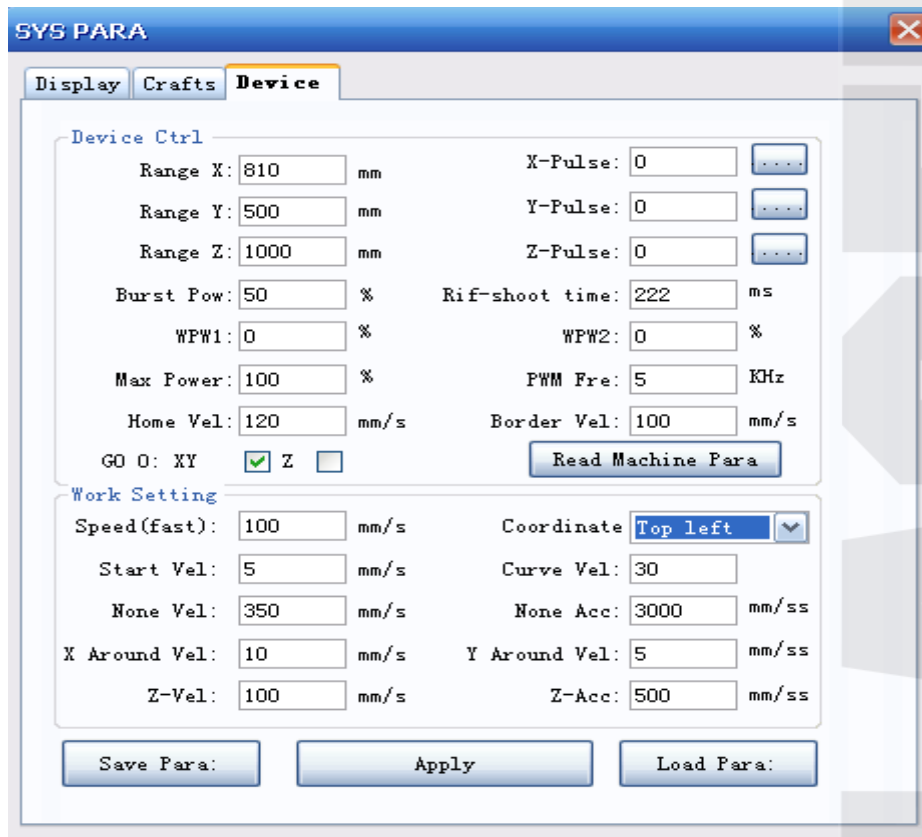 SYS PARA
Display Crafts Device
Device Ctrl
Range X: 810 mm X-Pulse: 0 ....
Range Y: 500 mm Y-Pulse: 0 ....
Range Z: 1000 mm Z-Pulse: 0 ....
Burst Pow: 50 % Rif-shoot time: 222 ms
WPW1: 0 % WPW2: 0 %
Max Power: 100 % PWM Fre: 5 KHz
Home Vel: 120 mm/s Border Vel: 100 mm/s
GO O: XY Z Read Machine Para
Work Setting
Speed(fast): 100 mm/s Coordinate Top left
Start Vel: 5 mm/s Curve Vel: 30
None Vel: 350 mm/s None Acc: 3000 mm/ss
X Around Vel: 10 mm/s Y Around Vel: 5 mm/ss
Z-Vel: 100 mm/s Z-Acc: 500 mm/ss
Save Para: Apply Load Para: